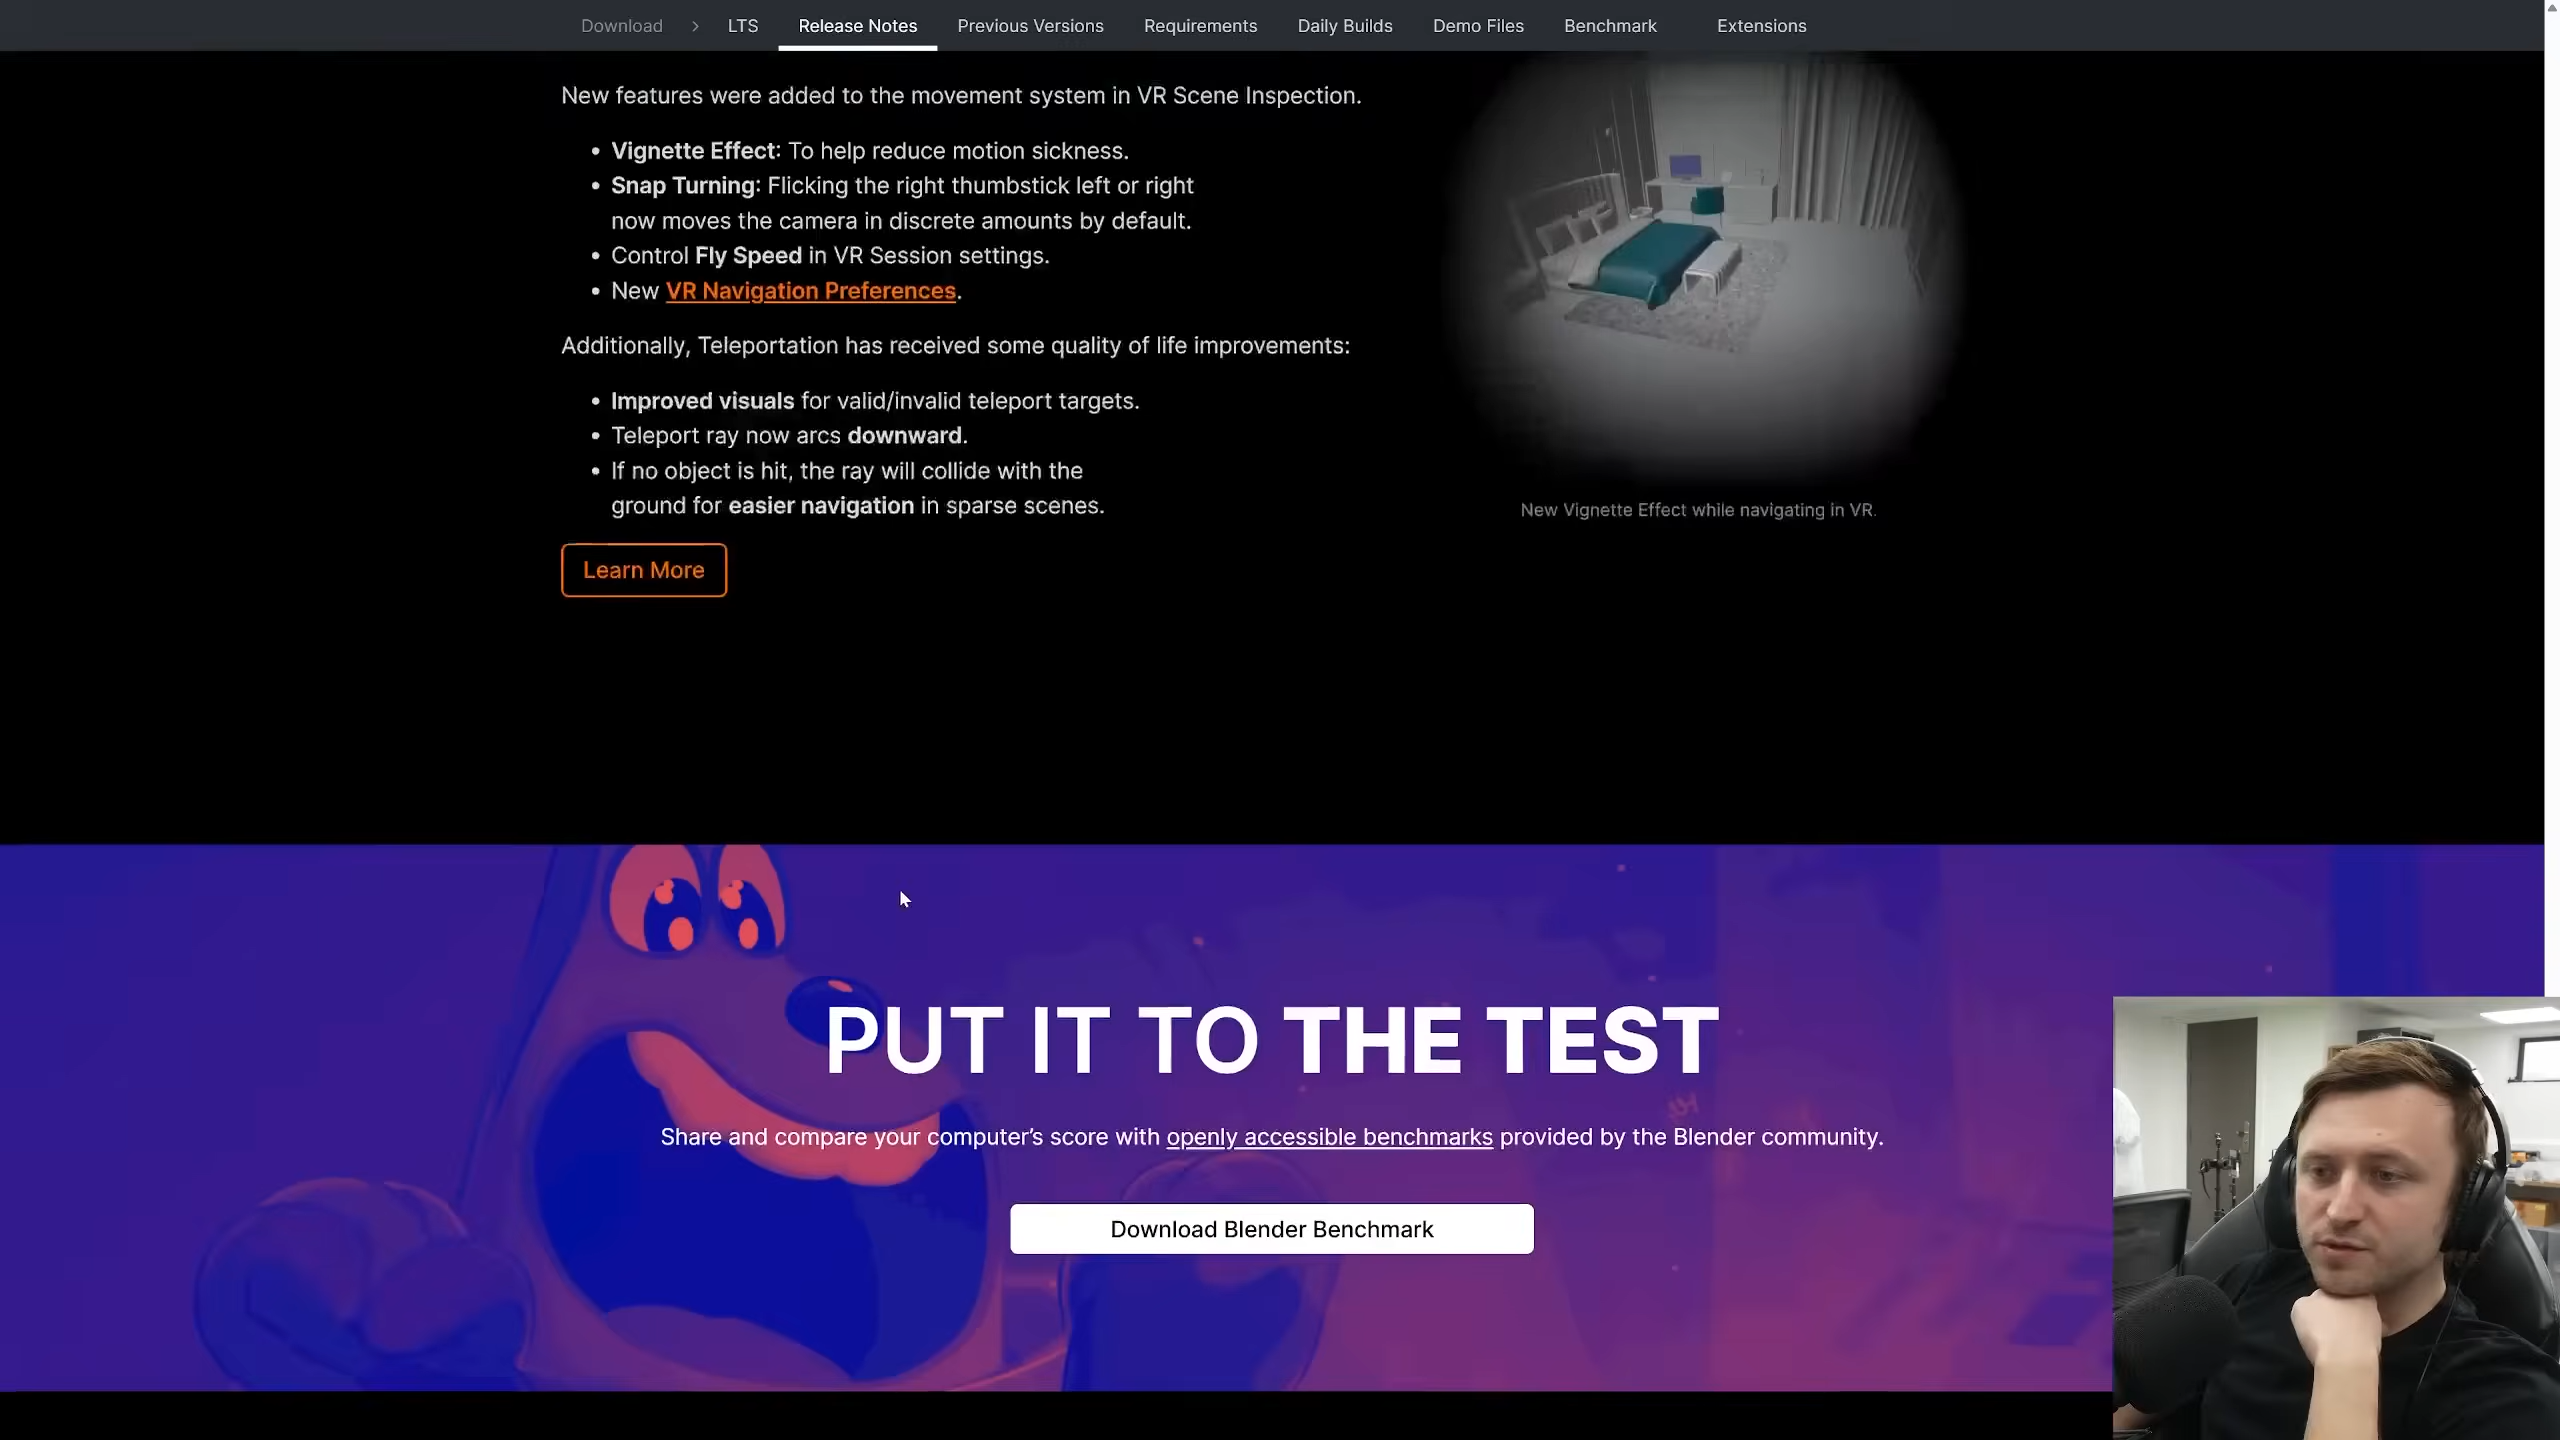 Download > LTS Release Notes Previous Versions Requirements Daily Builds Demo Files Benchmark Extensions
New features were added to the movement system in VR Scene Inspection.
• Vignette Effect: To help reduce motion sickness.
• Snap Turning: Flicking the right thumbstick left or right
now moves the camera in discrete amounts by default.
• Control Fly Speed in VR Session settings.
• New VR Navigation Preferences.
Additionally, Teleportation has received some quality of life improvements:
• Improved visuals for valid/invalid teleport targets.
• Teleport ray now arcs downward.
• If no object is hit, the ray will collide with the
ground for easier navigation in sparse scenes.
New Vignette Effect while navigating in VR.
Learn More
PUT IT TO THE TEST
Share and compare your computer’s score with openly accessible benchmarks provided by the Blender community.
Download Blender Benchmark